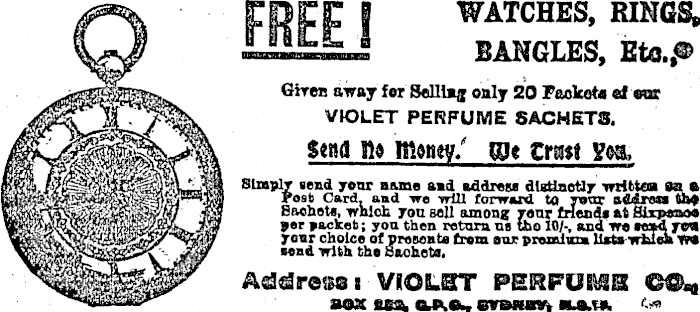 FREE!
WATCHES, RINGS,
BANGLES, Etc.,
Given away for Selling only 20 Packets of our
VIOLET PERFUME SACHETS.
Send No Money. We Trust You.
Simply send your name and address distinctly written on a
Post Card, and we will forward to your address the
Sachets, which you sell among your friends at Sixpence
per packet; you then return us the 10/-, and we send you
your choice of presents from our premium lists which we
send with the Sachets.
Address: VIOLET PERFUME CO.,
BOX 282, G.P.O., SYDNEY, N.S.W.